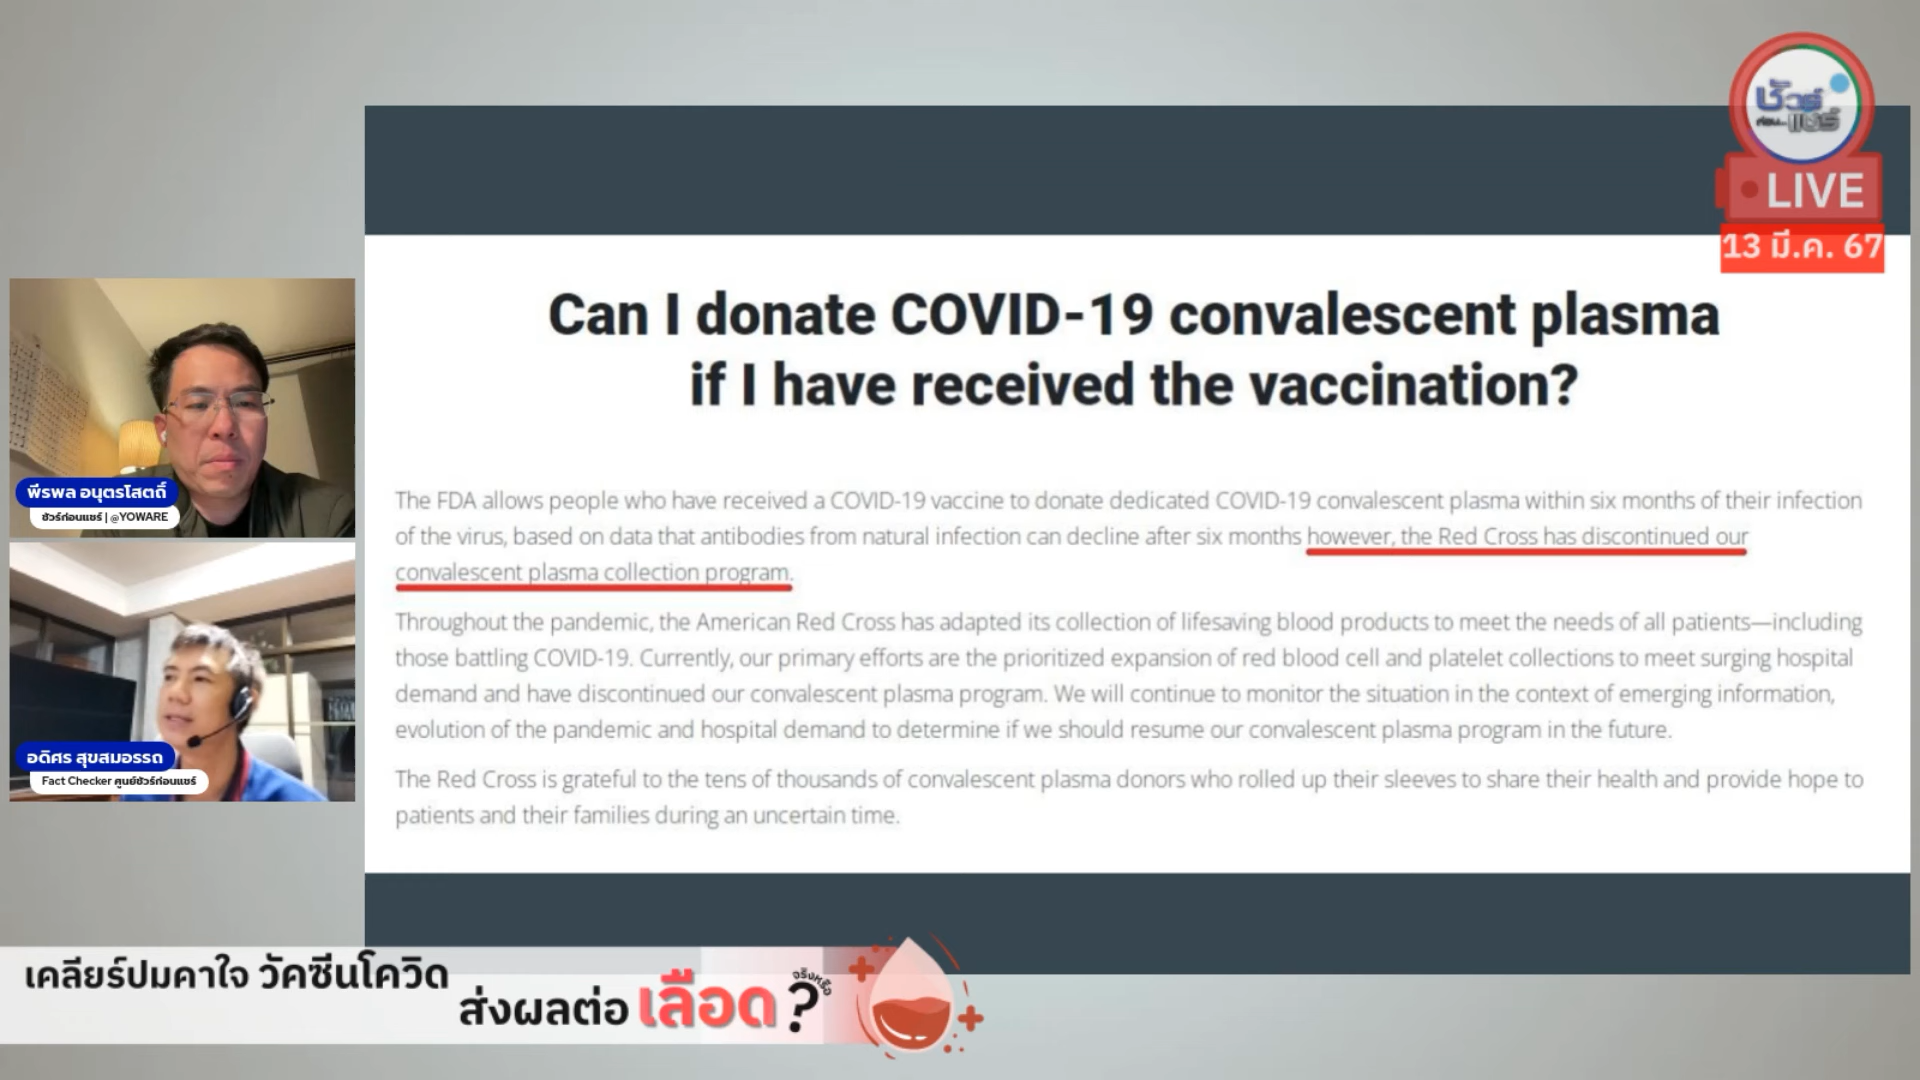 ชัวร์
ก่อน...แชร์
LIVE
13 มี.ค. 67
Can I donate COVID-19 convalescent plasma
if I have received the vaccination?
The FDA allows people who have received a COVID-19 vaccine to donate dedicated COVID-19 convalescent plasma within six months of their infection
of the virus, based on data that antibodies from natural infection can decline after six months however, the Red Cross has discontinued our
convalescent plasma collection program.
Throughout the pandemic, the American Red Cross has adapted its collection of lifesaving blood products to meet the needs of all patients—including
those battling COVID-19. Currently, our primary efforts are the prioritized expansion of red blood cell and platelet collections to meet surging hospital
demand and have discontinued our convalescent plasma program. We will continue to monitor the situation in the context of emerging information,
evolution of the pandemic and hospital demand to determine if we should resume our convalescent plasma program in the future.
The Red Cross is grateful to the tens of thousands of convalescent plasma donors who rolled up their sleeves to share their health and provide hope to
patients and their families during an uncertain time.
พีรพล อนุตรโสตถิ์
ชัวร์ก่อนแชร์ | @YOWARE
อดิศร สุขสมอรรถ
Fact Checker ศูนย์ชัวร์ก่อนแชร์
เคลียร์ปมคาใจ วัคซีนโควิด
ส่งผลต่อ เลือด จริงหรือ ?